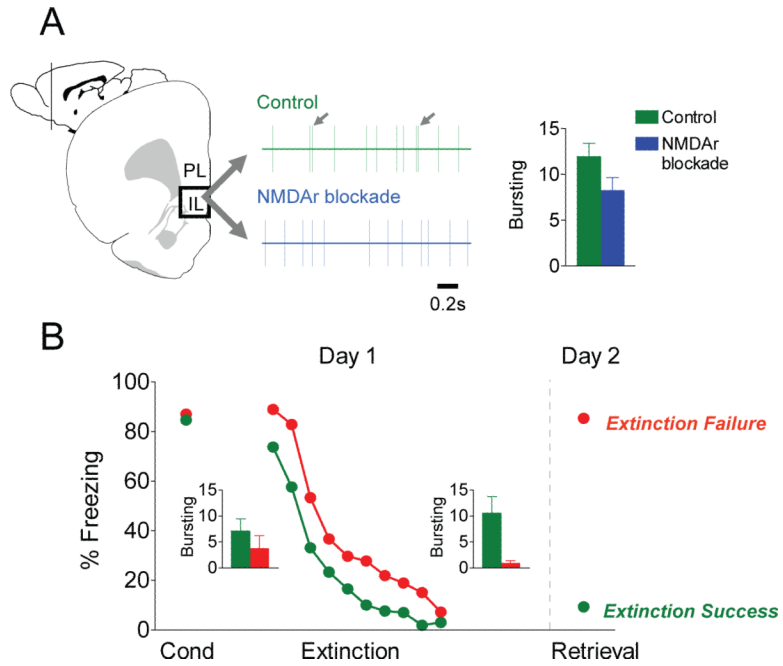 A
Control
PL
IL
NMDAr blockade
0.2s
Bursting
15
10
5
0
Control
NMDAr
blockade
B
Day 1
Day 2
% Freezing
100
80
60
40
20
0
Bursting
15
10
5
0
Bursting
15
10
5
0
Extinction Failure
Extinction Success
Cond
Extinction
Retrieval